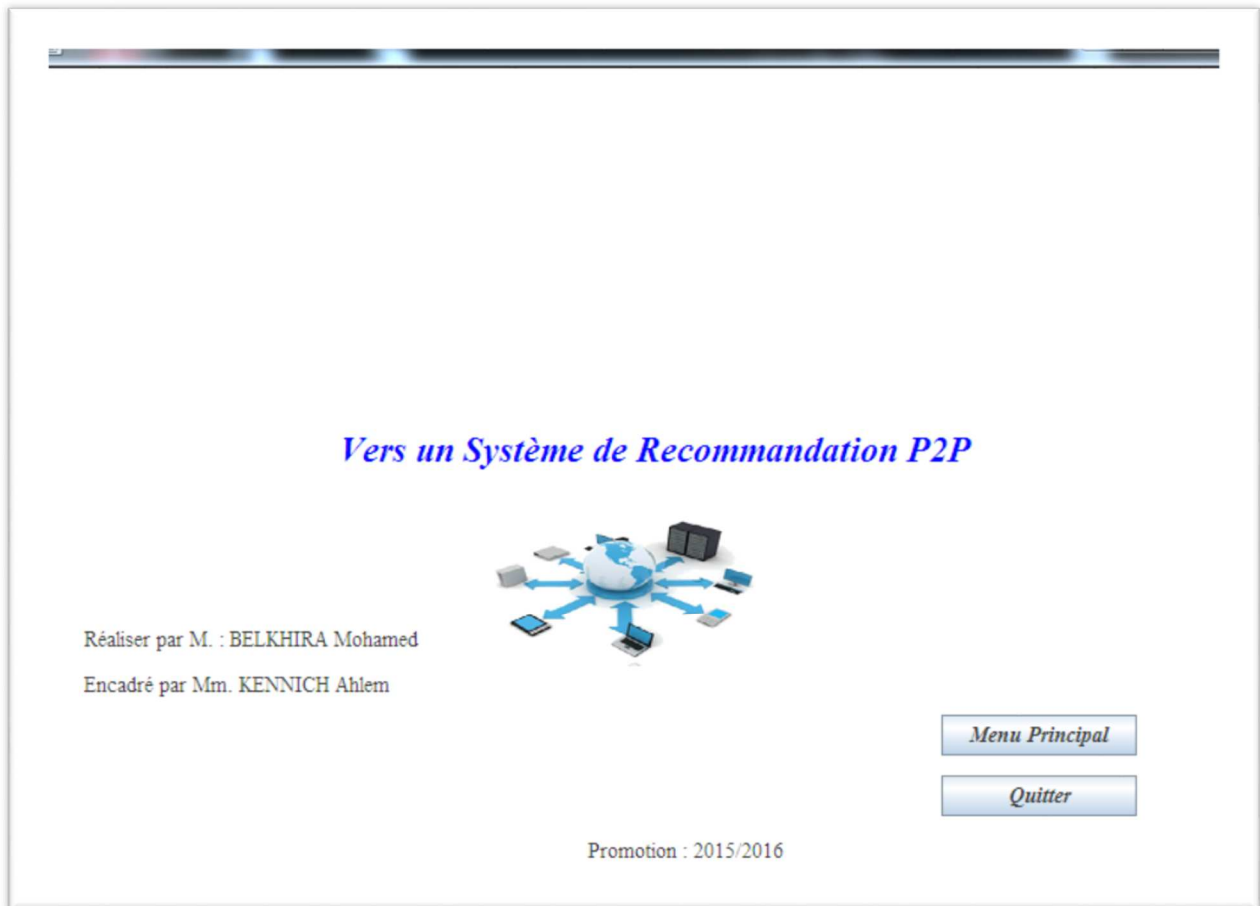 Vers un Système de Recommandation P2P
Réaliser par M. : BELKHIRA Mohamed
Encadré par Mm. KENNICH Ahlem
Menu Principal
Quitter
Promotion : 2015/2016